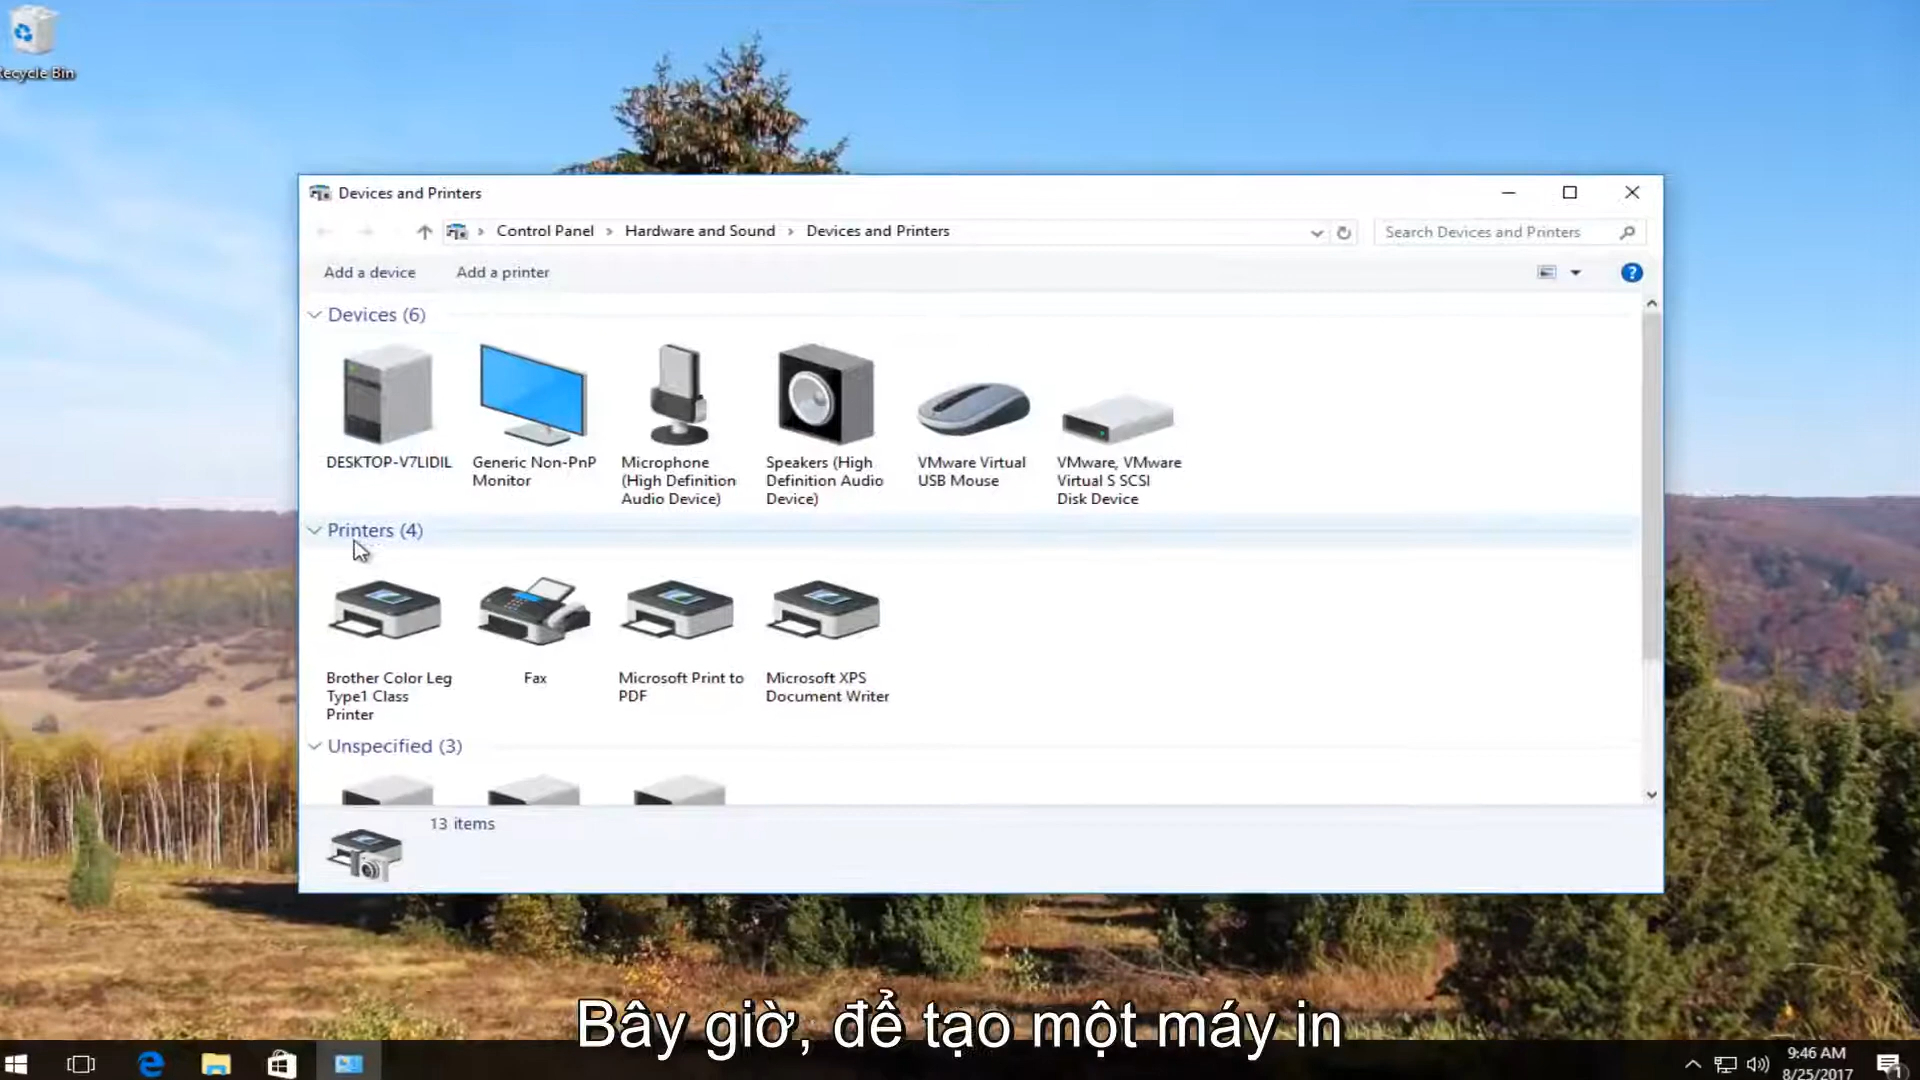 Recycle Bin
Devices and Printers
Control Panel > Hardware and Sound > Devices and Printers
Search Devices and Printers
Add a device Add a printer
Devices (6)
DESKTOP-V7LIDIL
Generic Non-PnP
Monitor
Microphone
(High Definition
Audio Device)
Speakers (High
Definition Audio
Device)
VMware Virtual
USB Mouse
VMware, VMware
Virtual S SCSI
Disk Device
Printers (4)
Brother Color Leg
Type1 Class
Printer
Fax
Microsoft Print to
PDF
Microsoft XPS
Document Writer
Unspecified (3)
13 items
Bây giờ, để tạo một máy in
9:46 AM
8/25/2017
1